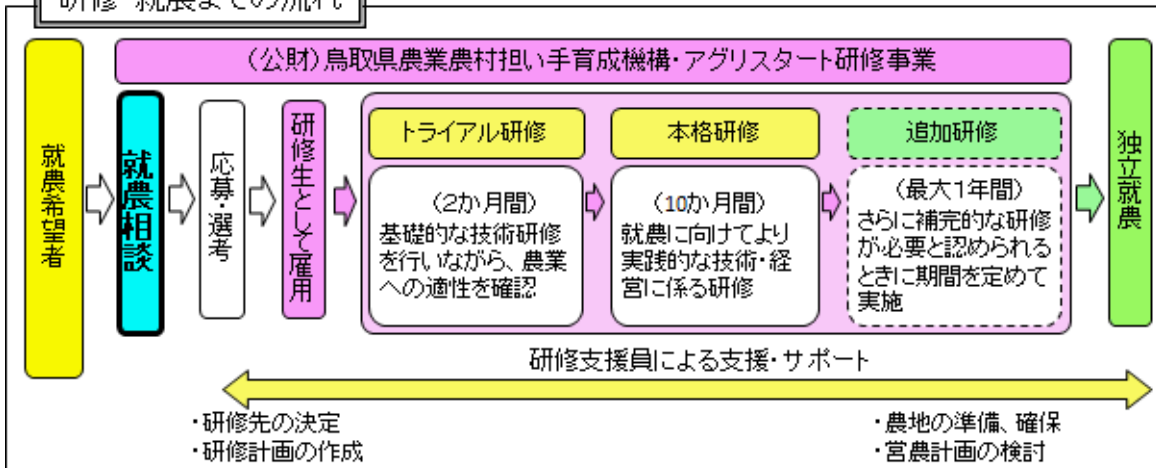 研修・就農までの流れ
(公財)鳥取県農業農村担い手育成機構・アグリスタート研修事業
就農希望者
就農相談
応募・選考
研修生として雇用
トライアル研修
(2か月間)
基礎的な技術研修
を行いながら、農業
への適性を確認
本格研修
(10か月間)
就農に向けてより
実践的な技術・経
営に係る研修
追加研修
(最大1年間)
さらに補完的な研修
が必要と認められる
ときに期間を定めて
実施
独立就農
研修支援員による支援・サポート
・研修先の決定
・研修計画の作成
・農地の準備、確保
・営農計画の検討